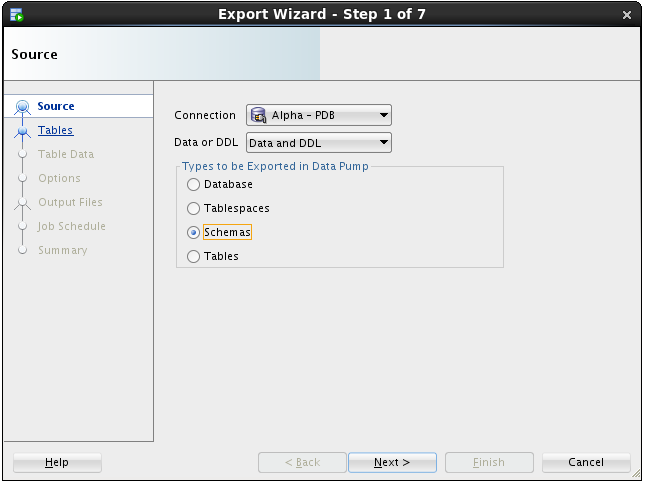 Export Wizard - Step 1 of 7
Source
Source
Tables
Table Data
Options
Output Files
Job Schedule
Summary
Connection Alpha - PDB
Data or DDL Data and DDL
Types to be Exported in Data Pump
Database
Tablespaces
Schemas
Tables
Help < Back Next > Finish Cancel